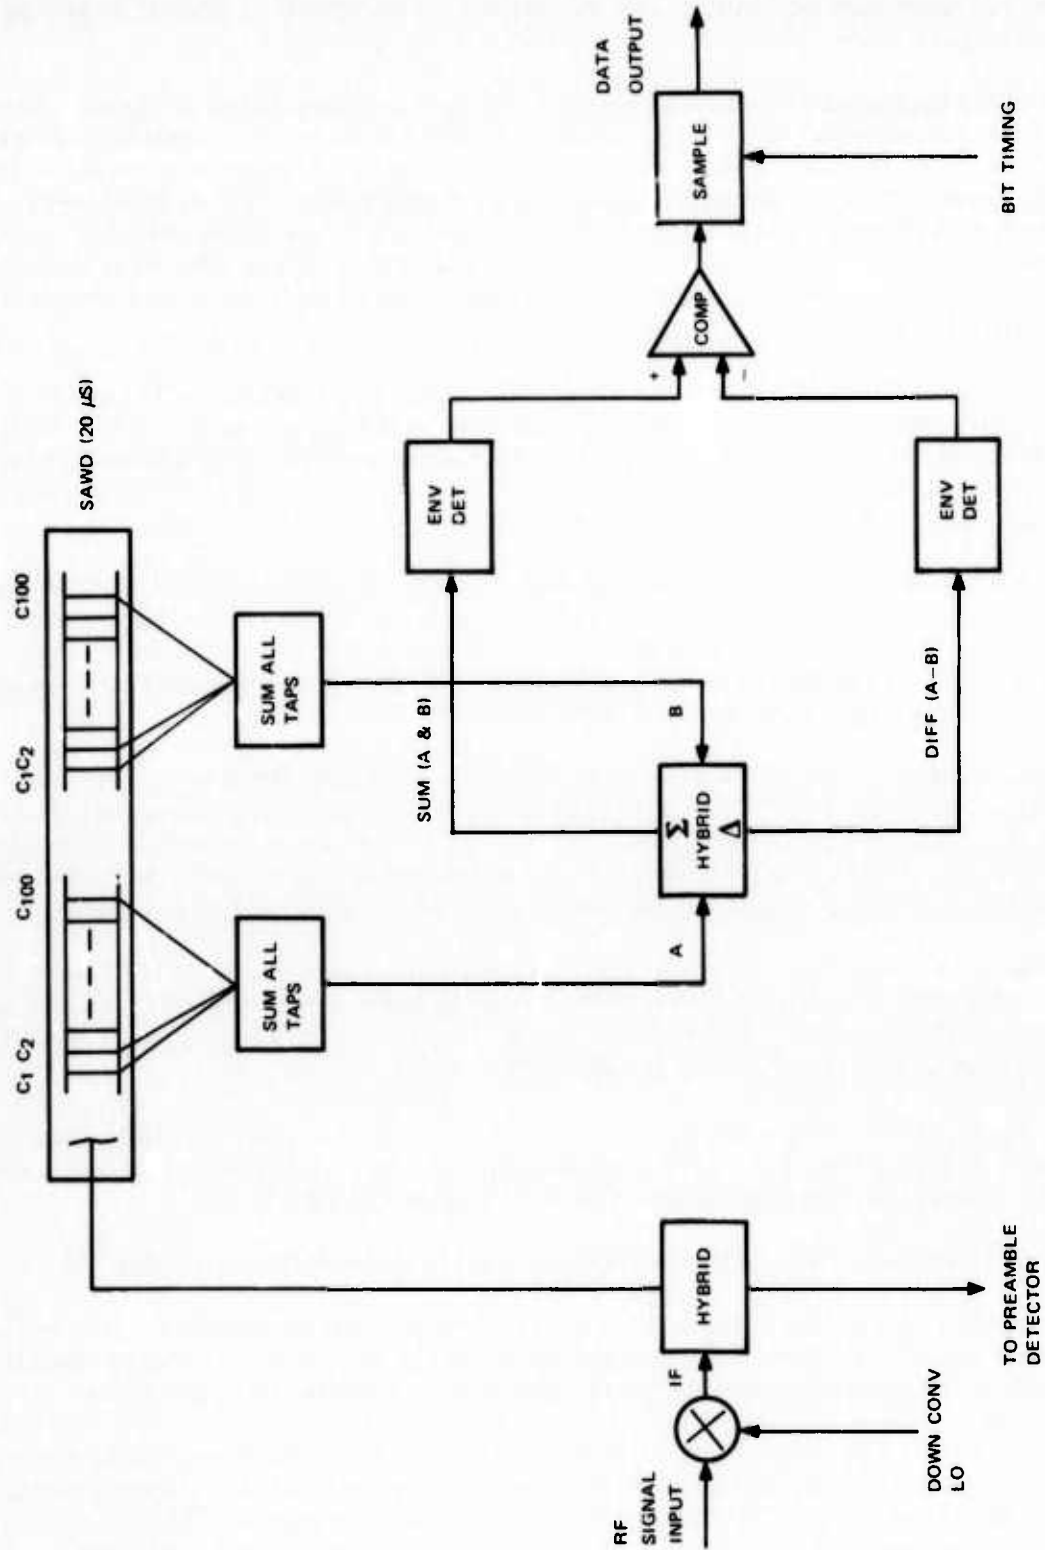 SAWD (20 µS)
C1 C2
C100
C1C2
C100
SUM ALL
TAPS
SUM ALL
TAPS
SUM (A & B)
ENV
DET
A
B
Σ
HYBRID
Δ
DIFF (A–B)
ENV
DET
+
–
COMP
SAMPLE
DATA
OUTPUT
BIT TIMING
RF
SIGNAL
INPUT
IF
HYBRID
DOWN CONV
LO
TO PREAMBLE
DETECTOR